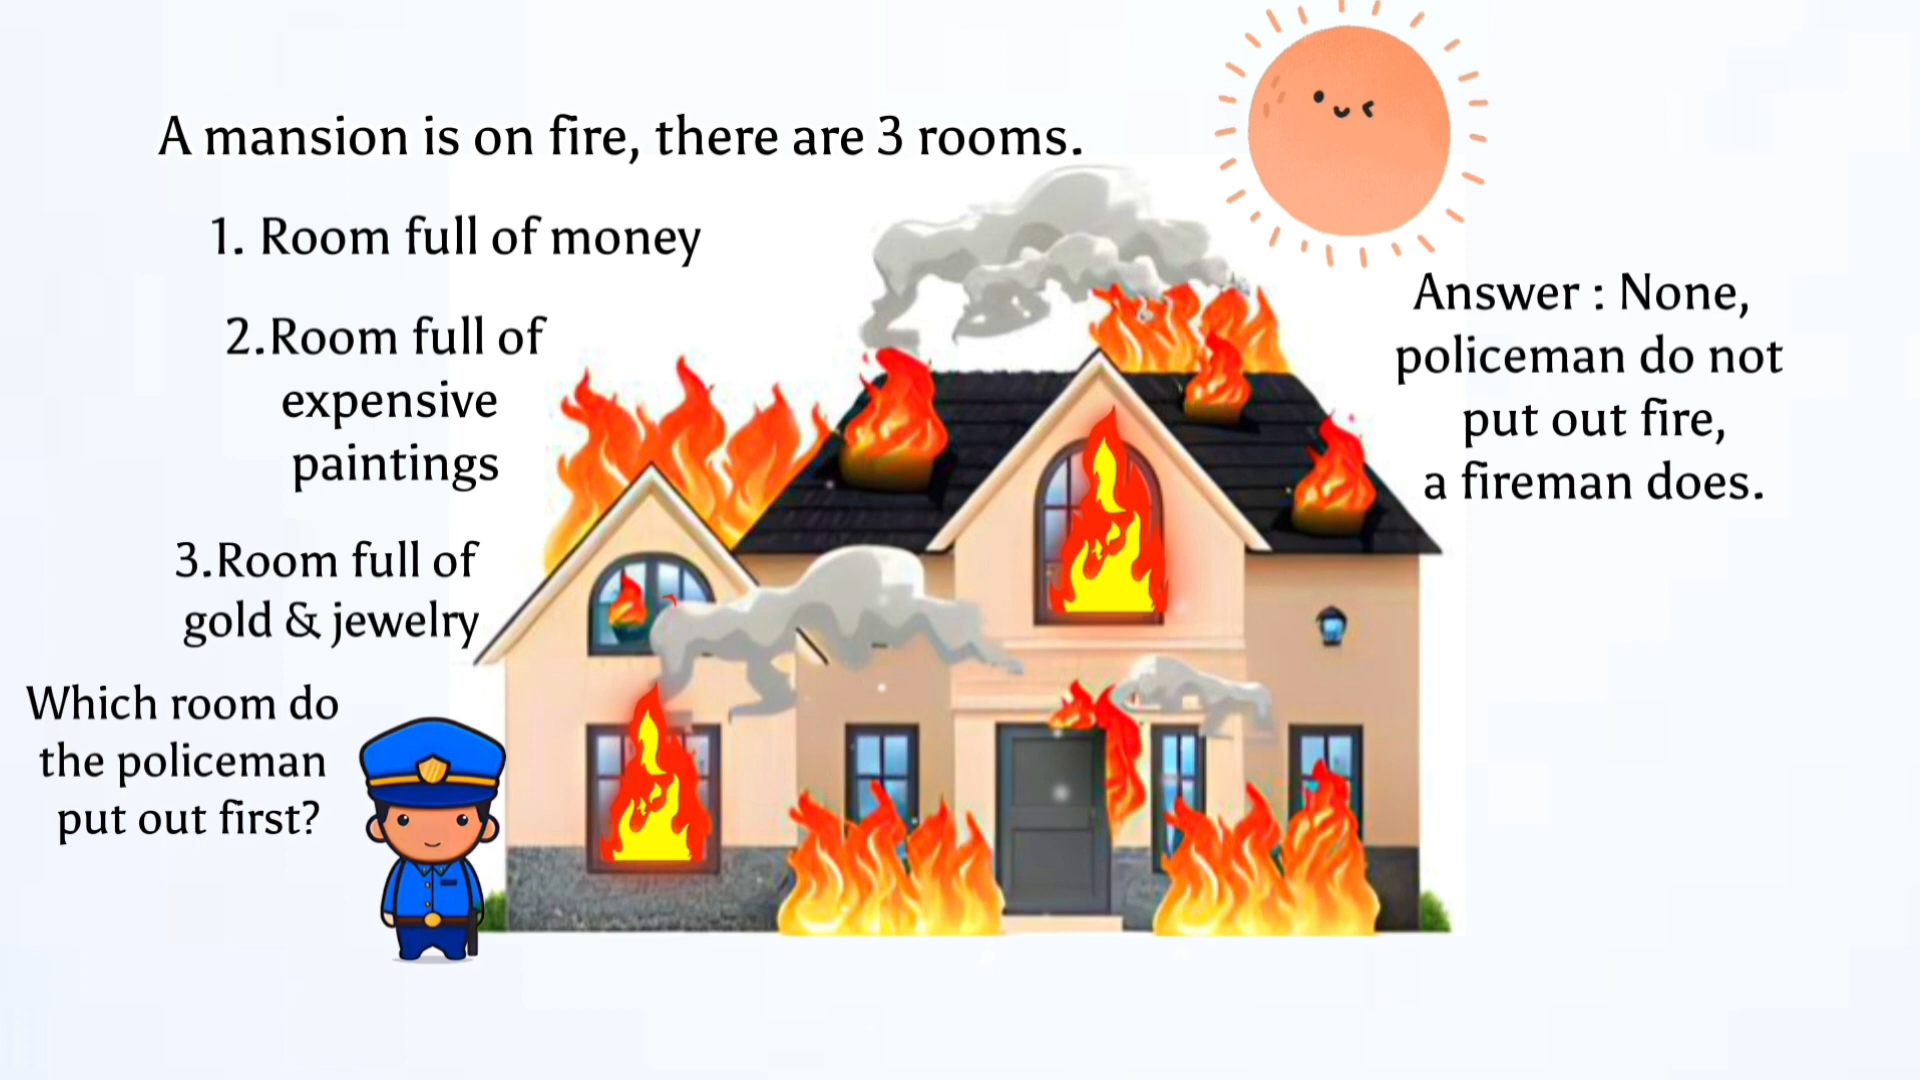 A mansion is on fire, there are 3 rooms.
1. Room full of money
2.Room full of
expensive
paintings
3.Room full of
gold & jewelry
Which room do
the policeman
put out first?
Answer : None,
policeman do not
put out fire,
a fireman does.